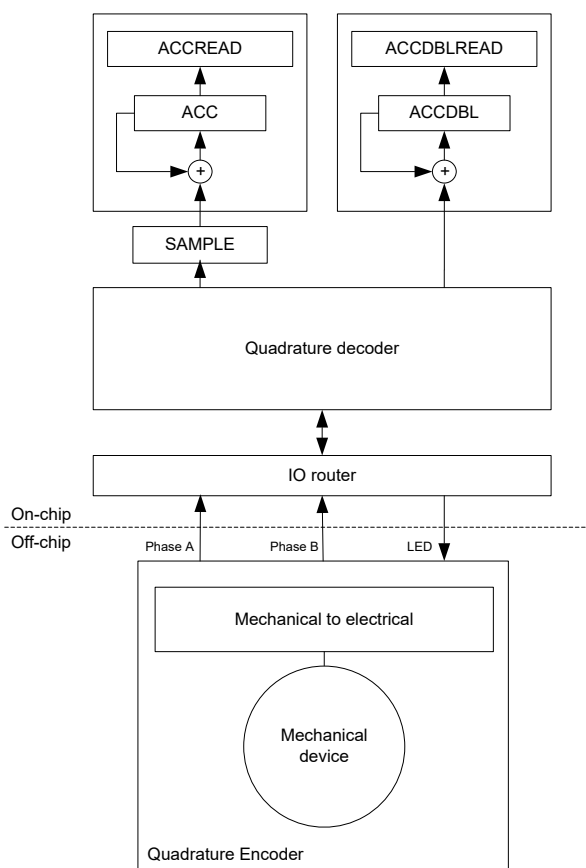 ACCREAD
ACCDBLREAD
ACC
ACCDBL
+
+
SAMPLE
Quadrature decoder
IO router
On-chip
Off-chip
Phase A
Phase B
LED
Mechanical to electrical
Mechanical
device
Quadrature Encoder